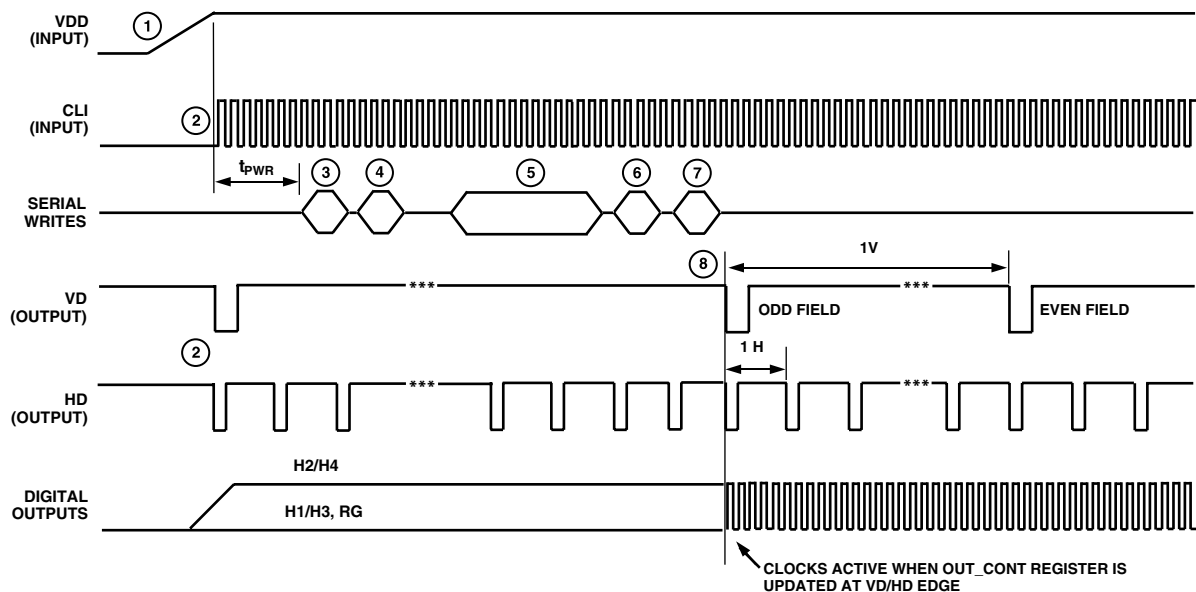 VDD
(INPUT)
1
CLI
(INPUT)
2
tPWR
3
4
5
6
7
SERIAL
WRITES
8
1V
VD
(OUTPUT)
***
ODD FIELD
***
EVEN FIELD
2
1 H
HD
(OUTPUT)
***
***
H2/H4
DIGITAL
OUTPUTS
H1/H3, RG
CLOCKS ACTIVE WHEN OUT_CONT REGISTER IS
UPDATED AT VD/HD EDGE